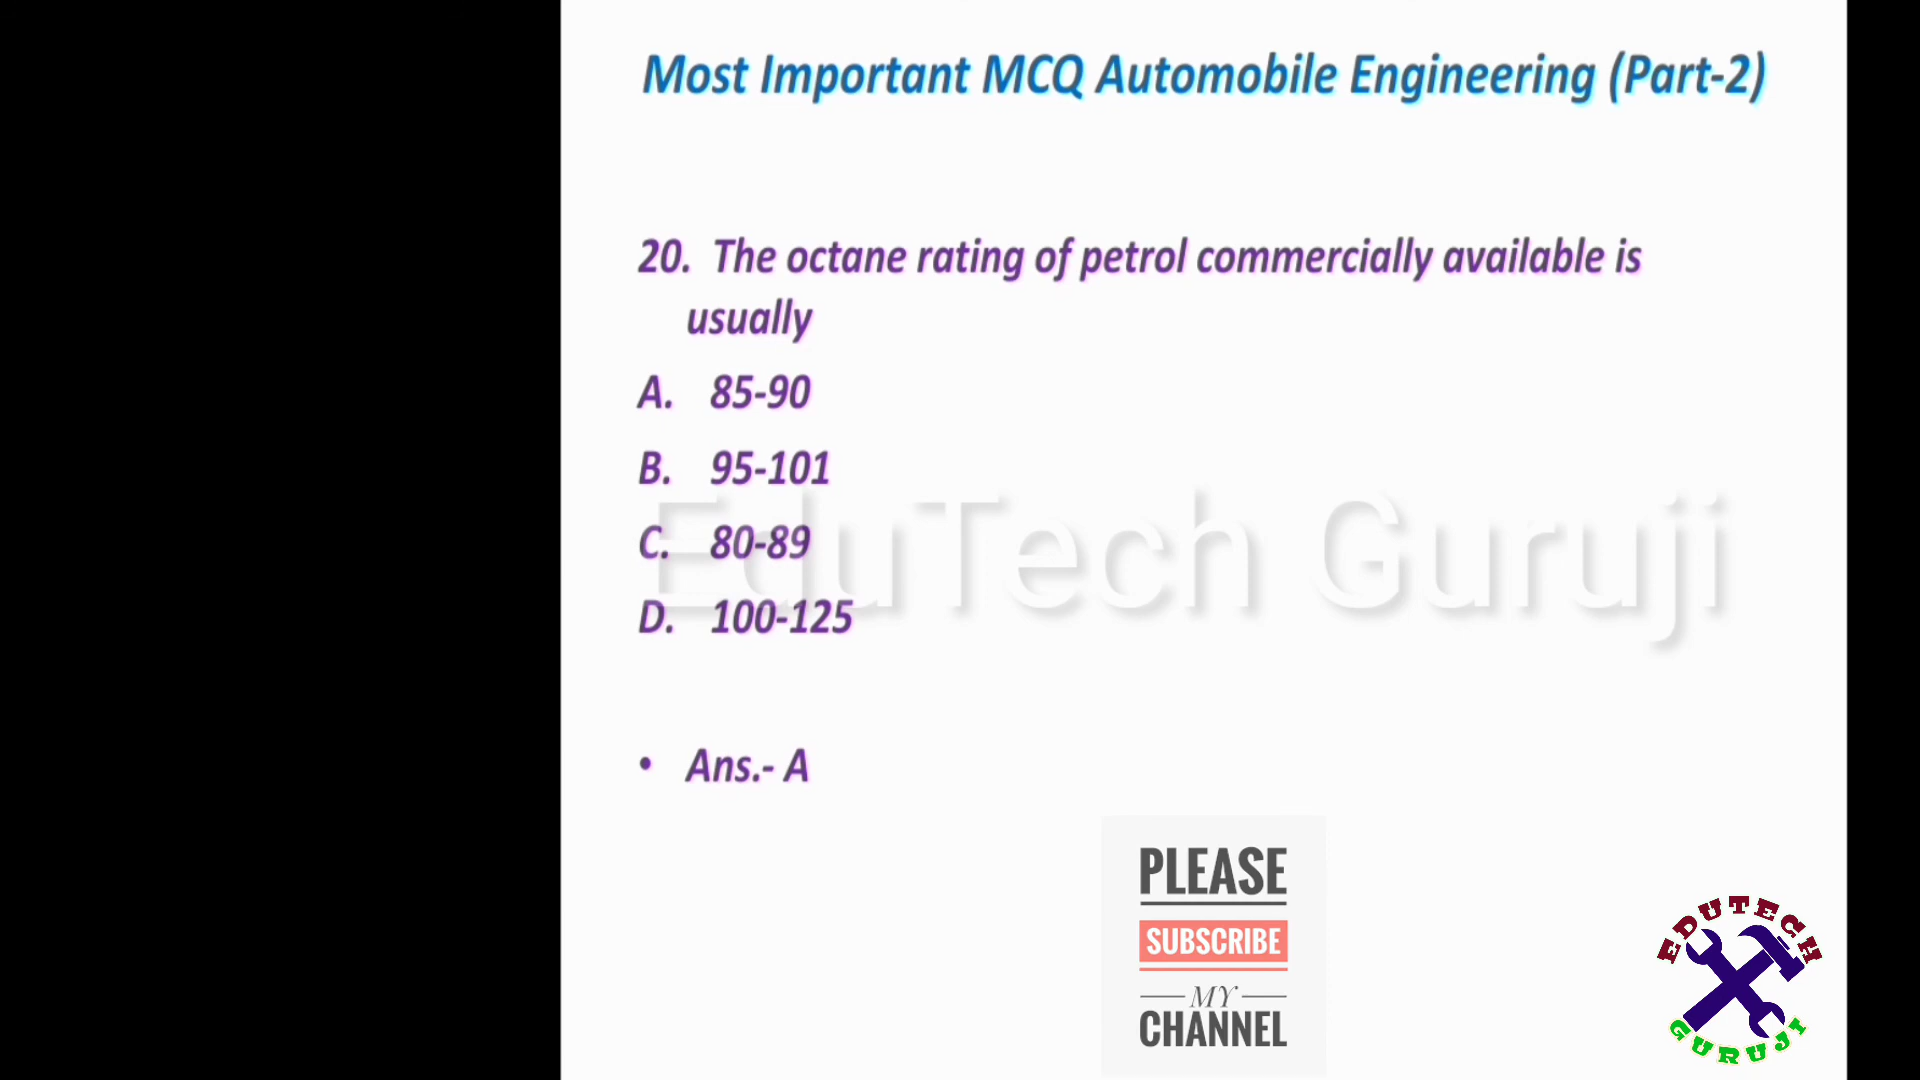 Most Important MCQ Automobile Engineering (Part-2)
20. The octane rating of petrol commercially available is
usually
A. 85-90
B. 95-101
C. 80-89
D. 100-125
EduTech Guruji
• Ans.- A
PLEASE
SUBSCRIBE
MY
CHANNEL
EDUTECH
GURUJI